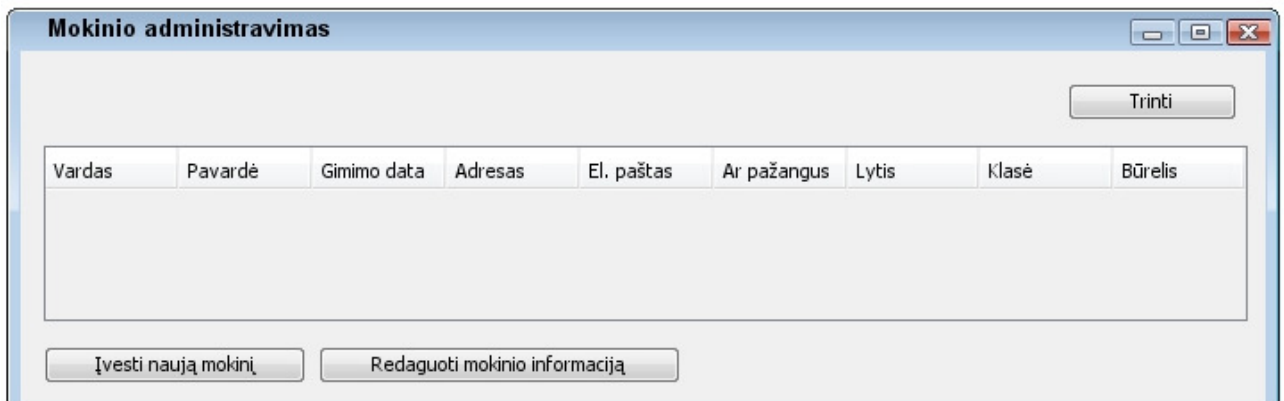 Mokinio administravimas
Trinti
Vardas Pavardė Gimimo data Adresas El. paštas Ar pažangus Lytis Klasė Būrelis
Įvesti naują mokinį Redaguoti mokinio informaciją